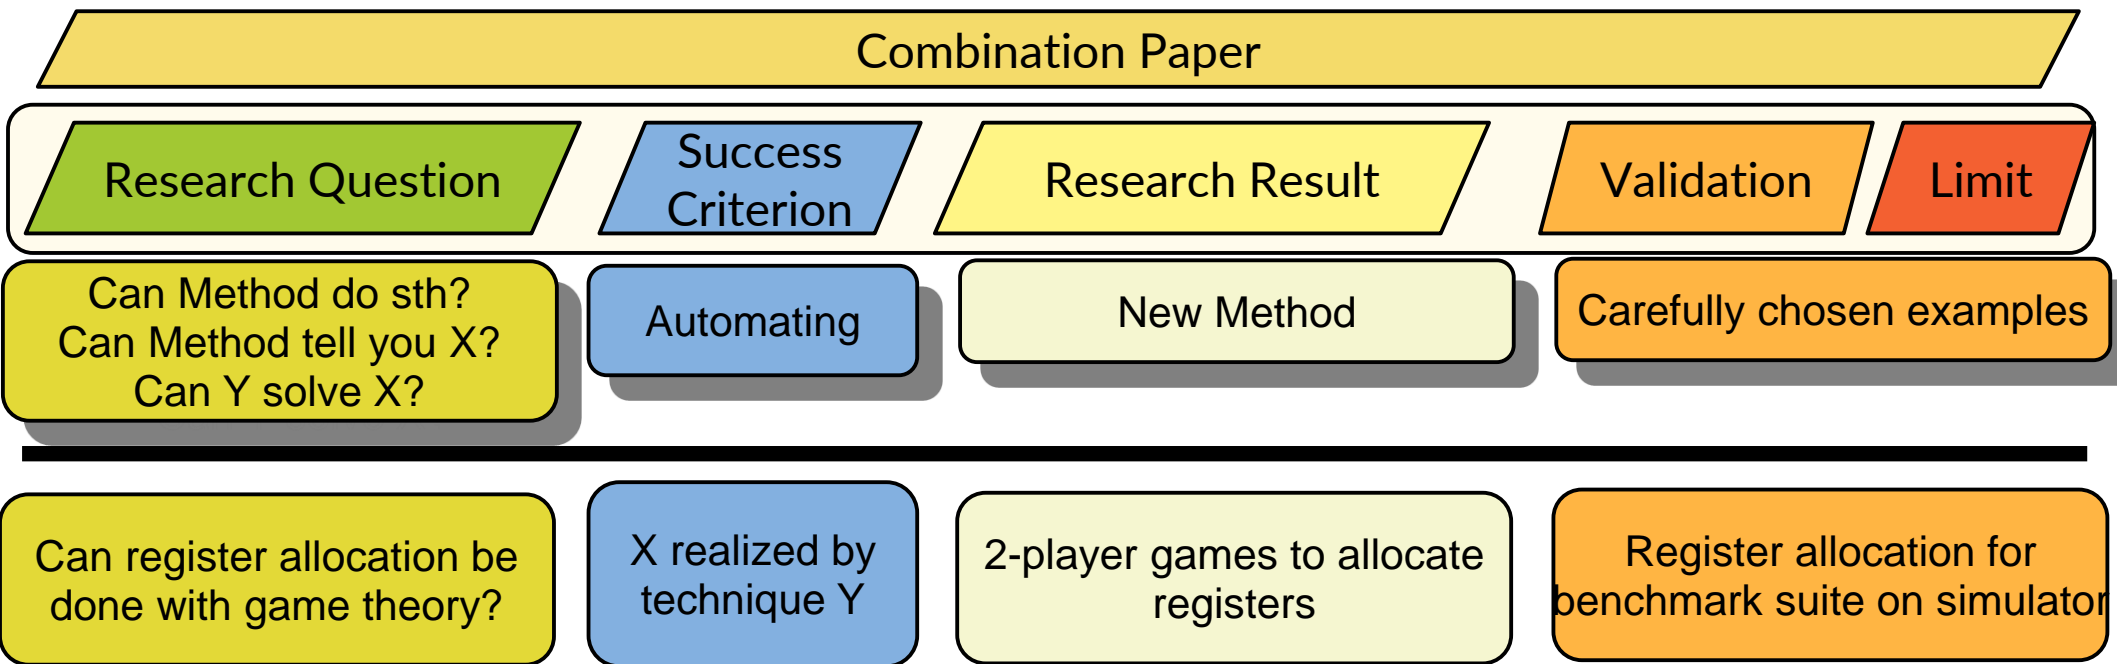 Combination Paper
Research Question
Success
Criterion
Research Result
Validation
Limit
Can Method do sth?
Can Method tell you X?
Can Y solve X?
Automating
New Method
Carefully chosen examples
Can register allocation be
done with game theory?
X realized by
technique Y
2-player games to allocate
registers
Register allocation for
benchmark suite on simulator